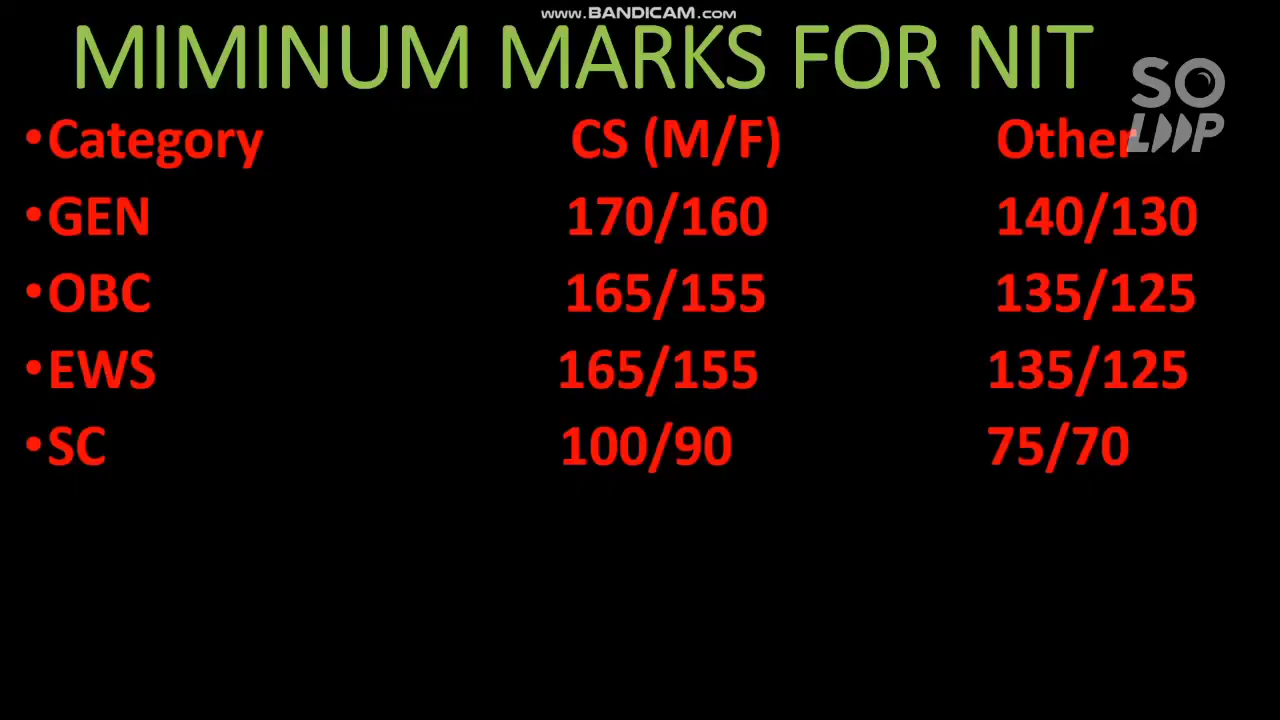 www.BANDICAM.com
MIMINUM MARKS FOR NIT
SO
LOOP
•Category CS (M/F) Other
•GEN 170/160 140/130
•OBC 165/155 135/125
•EWS 165/155 135/125
•SC 100/90 75/70